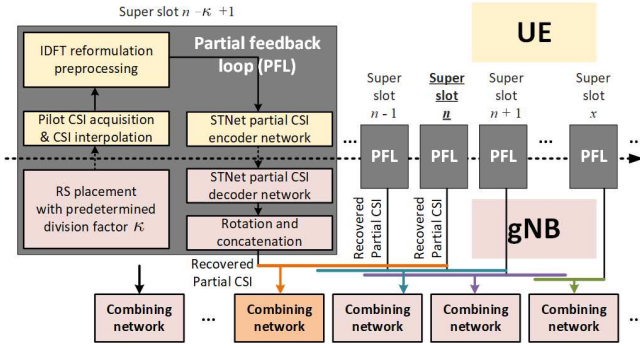 Super slot n -κ +1
IDFT reformulation
preprocessing
Partial feedback
loop (PFL)
UE
Pilot CSI acquisition
& CSI interpolation
STNet partial CSI
encoder network
Super
slot
n - 1
Super
slot
n
Super
slot
n + 1
Super
slot
x
...
...
...
PFL
PFL
PFL
PFL
RS placement
with predetermined
division factor κ
STNet partial CSI
decoder network
Rotation and
concatenation
Recovered
Partial CSI
Recovered
Partial CSI
gNB
Recovered
Partial CSI
Combining
network
...
Combining
network
Combining
network
Combining
network
Combining
network
...